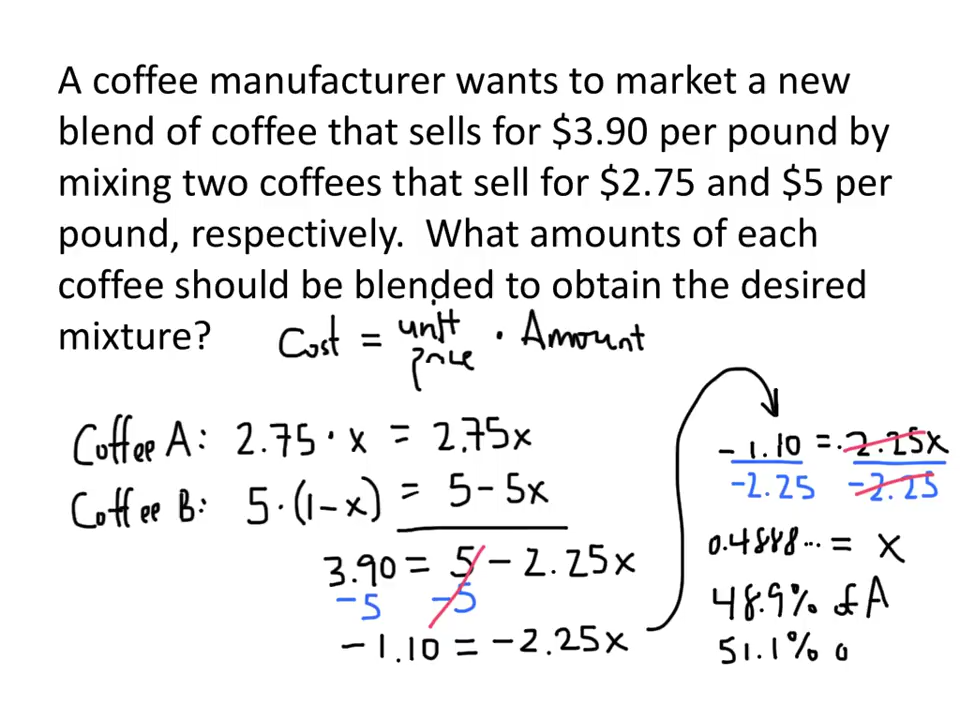 A coffee manufacturer wants to market a new
blend of coffee that sells for $3.90 per pound by
mixing two coffees that sell for $2.75 and $5 per
pound, respectively. What amounts of each
coffee should be blended to obtain the desired
mixture?
Cost = unit price · Amount
Coffee A: 2.75 · x = 2.75x
Coffee B: 5 · (1-x) = 5 - 5x
3.90 = 5 - 2.25x
-5 -5
-1.10 = -2.25x
-1.10 = -2.25x
-2.25 -2.25
0.4888... = x
48.9% of A
51.1% o